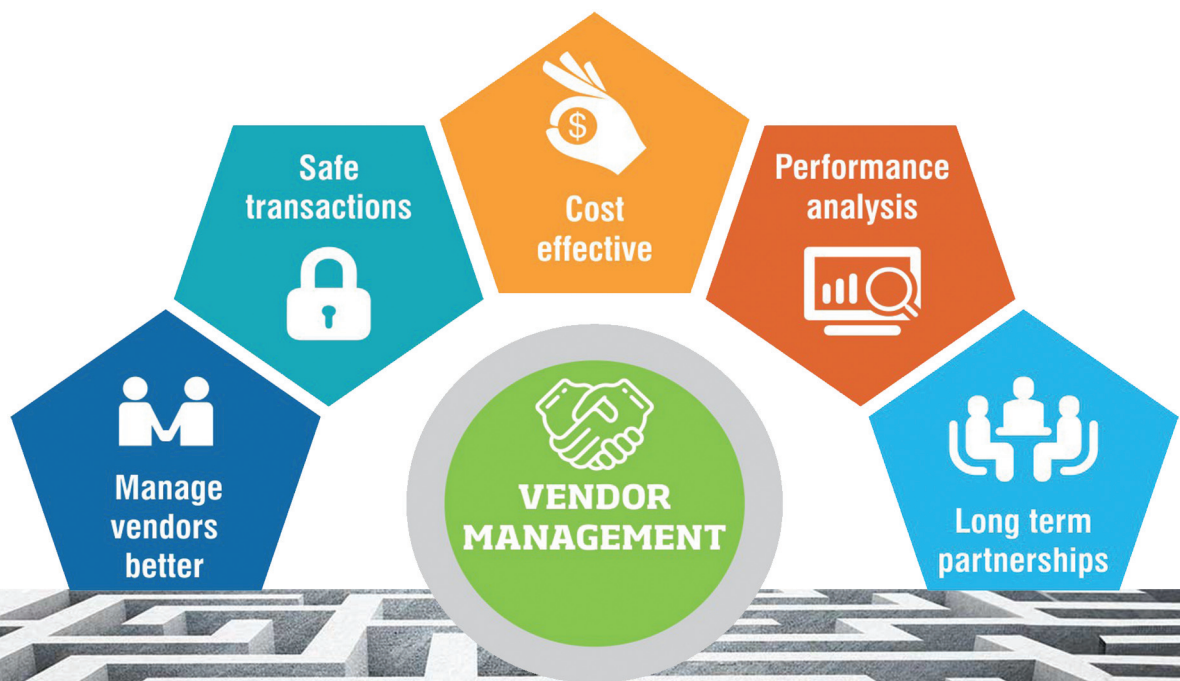 Manage
vendors
better
Safe
transactions
$
Cost
effective
Performance
analysis
Long term
partnerships
VENDOR
MANAGEMENT